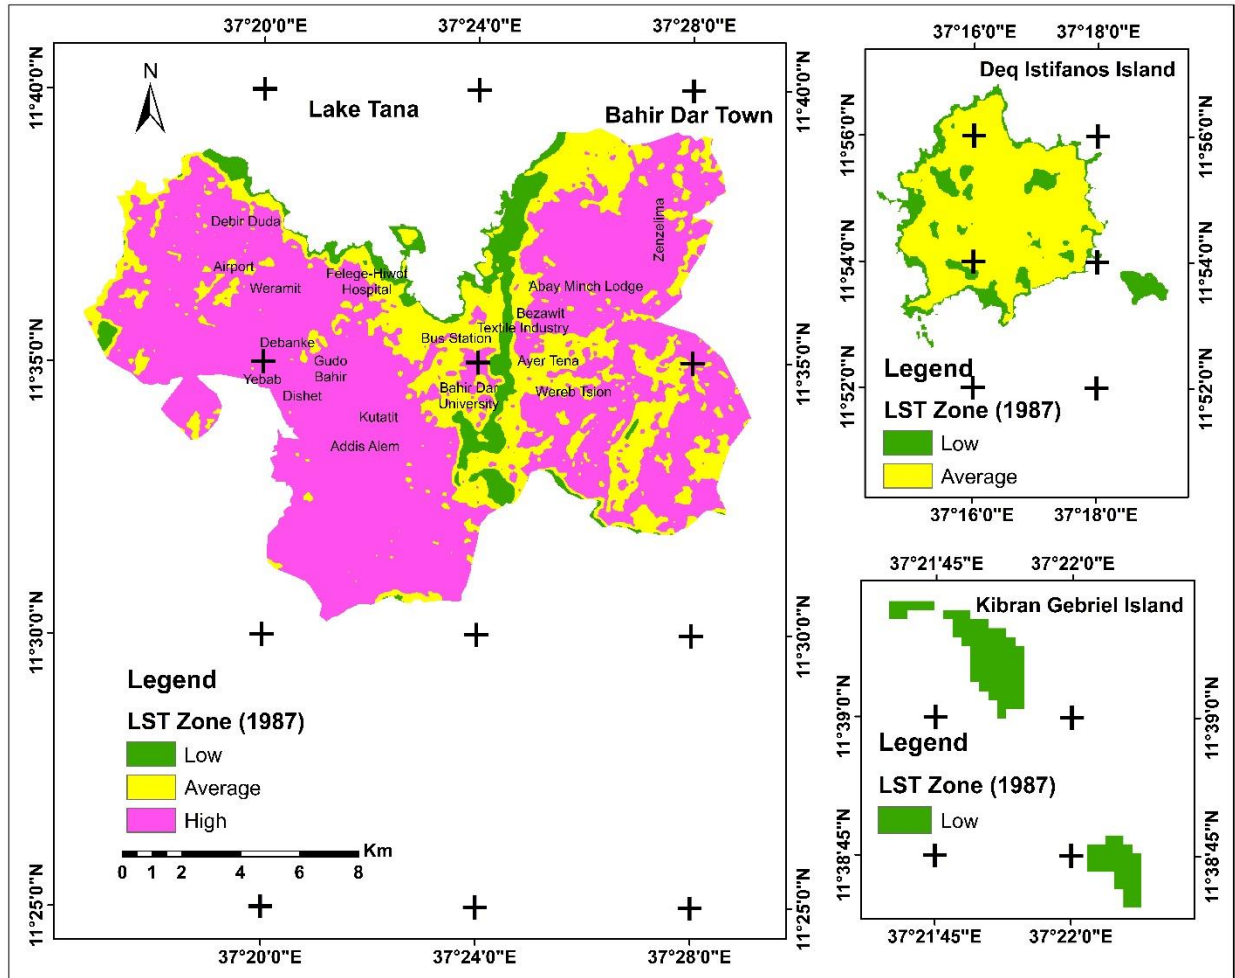 37°20'0"E
37°24'0"E
37°28'0"E
11°40'0"N
11°40'0"N
N
Lake Tana
Bahir Dar Town
Debir Duda
Zenzelima
Airport
Felege-Hiwot
Hospital
Weramit
Abay Minch Lodge
Bezawit
Textile Industry
Bus Station
Debanke
Gudo
Bahir
Ayer Tena
11°35'0"N
11°35'0"N
Yebab
Dishet
Bahir Dar
University
Wereb Tsion
Kutatit
Addis Alem
11°30'0"N
11°30'0"N
Legend
LST Zone (1987)
Low
Average
High
Km
0 1 2 4 6 8
11°25'0"N
11°25'0"N
37°20'0"E
37°24'0"E
37°28'0"E
37°16'0"E
37°18'0"E
Deq Istifanos Island
11°56'0"N
11°56'0"N
11°54'0"N
11°54'0"N
11°52'0"N
11°52'0"N
Legend
LST Zone (1987)
Low
Average
37°16'0"E
37°18'0"E
37°21'45"E
37°22'0"E
Kibran Gebriel Island
11°39'0"N
11°39'0"N
Legend
LST Zone (1987)
Low
11°38'45"N
11°38'45"N
37°21'45"E
37°22'0"E